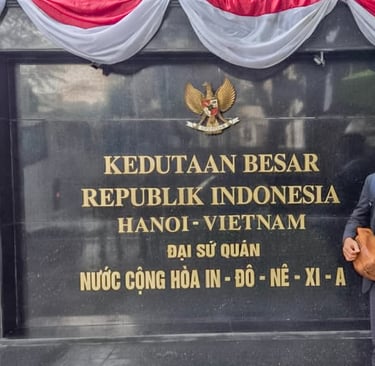 KEDUTAAN BESAR
REPUBLIK INDONESIA
HANOI - VIETNAM
ĐẠI SỨ QUÁN
NƯỚC CỘNG HÒA IN - ĐÔ - NÊ - XI - A